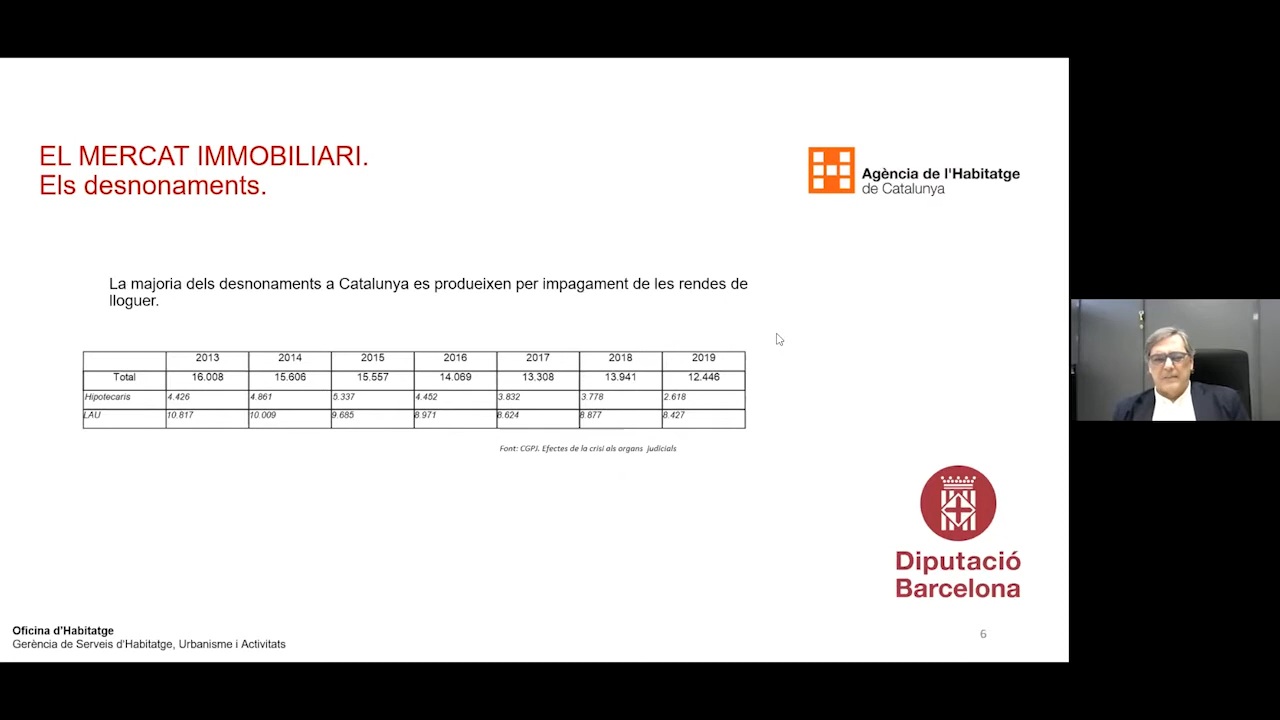 EL MERCAT IMMOBILIARI.
Els desnonaments.
Agència de l'Habitatge
de Catalunya
La majoria dels desnonaments a Catalunya es produeixen per impagament de les rendes de
lloguer.
2013 2014 2015 2016 2017 2018 2019
Total 16.008 15.606 15.557 14.069 13.308 13.941 12.446
Hipotecaris 4.426 4.861 5.337 4.452 3.832 3.778 2.618
LAU 10.817 10.009 9.685 8.971 8.624 8.877 8.427
Font: CGPJ. Efectes de la crisi als organs judicials
Diputació
Barcelona
Oficina d'Habitatge
Gerència de Serveis d'Habitatge, Urbanisme i Activitats
6